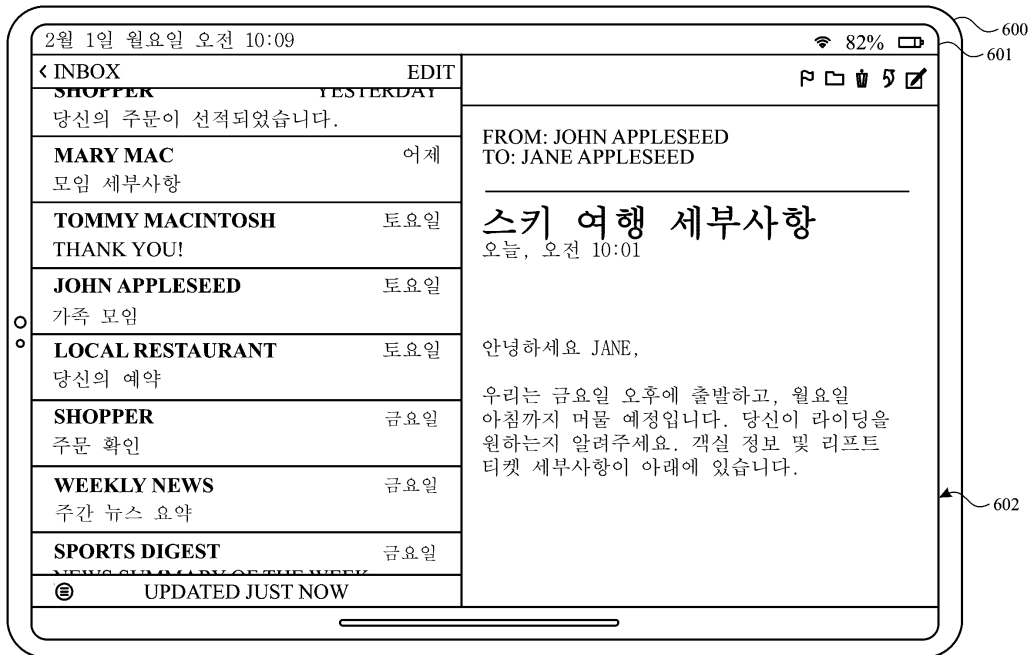 2월 1일 월요일 오전 10:09
82%
600
601
INBOX
EDIT
SHOPPER YESTERDAY
당신의 주문이 선적되었습니다.
MARY MAC 어제
모임 세부사항
TOMMY MACINTOSH 토요일
THANK YOU!
JOHN APPLESEED 토요일
가족 모임
LOCAL RESTAURANT 토요일
당신의 예약
SHOPPER 금요일
주문 확인
WEEKLY NEWS 금요일
주간 뉴스 요약
SPORTS DIGEST 금요일
NEWS SUMMARY OF THE WEEK
UPDATED JUST NOW
FROM: JOHN APPLESEED
TO: JANE APPLESEED
스키 여행 세부사항
오늘, 오전 10:01
안녕하세요 JANE,
우리는 금요일 오후에 출발하고, 월요일
아침까지 머물 예정입니다. 당신이 라이딩을
원하는지 알려주세요. 객실 정보 및 리프트
티켓 세부사항이 아래에 있습니다.
602